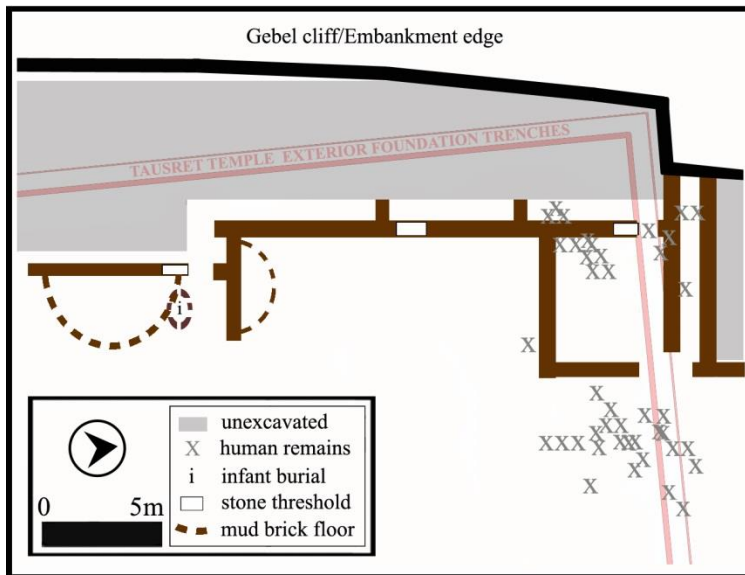 Gebel cliff/Embankment edge
TAUSRET TEMPLE EXTERIOR FOUNDATION TRENCHES
X X X X X X X X X X X X X X X X X X X X X X X X X X X X X X X X X X X X X X X X
i
0 5m
unexcavated
X human remains
i infant burial
stone threshold
mud brick floor